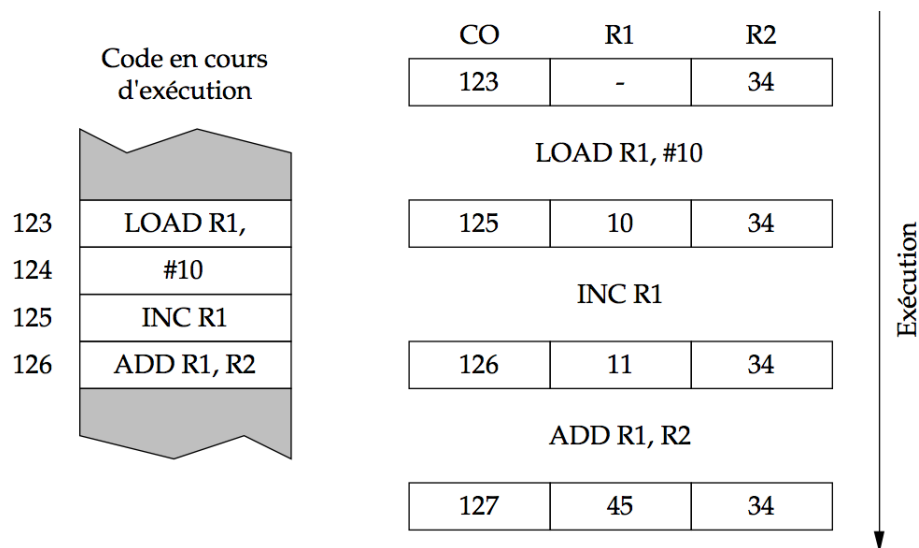 Code en cours
d'exécution
123 LOAD R1,
124 #10
125 INC R1
126 ADD R1, R2
CO R1 R2
123 - 34
LOAD R1, #10
125 10 34
INC R1
126 11 34
ADD R1, R2
127 45 34
Exécution